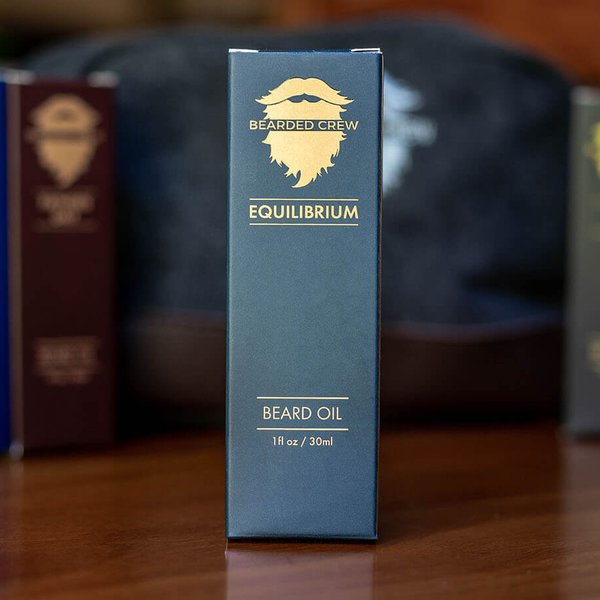 BEARDED CREW
EQUILIBRIUM
BEARD OIL
1fl oz / 30ml